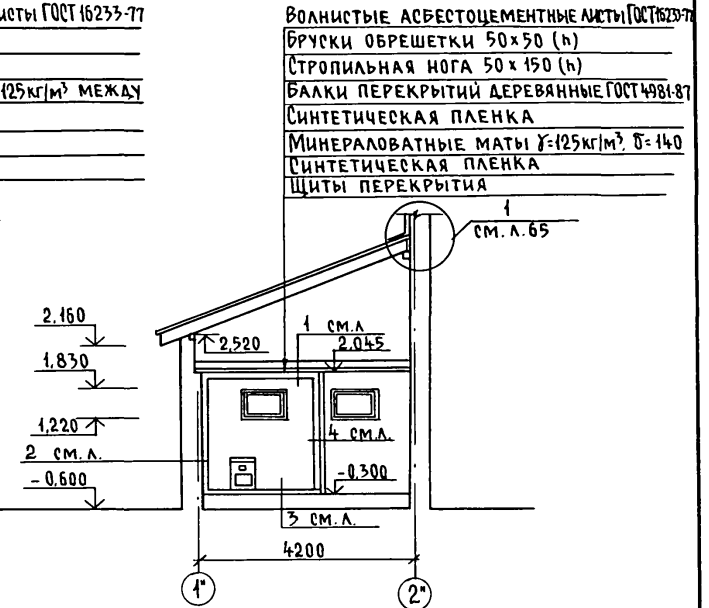 исты ГОСТ 16233-77
125кг/м³ между
Волнистые асбестоцементные листы ГОСТ 16233-77
Бруски обрешетки 50х50 (h)
Стропильная нога 50 х 150 (h)
Балки перекрытий деревянные ГОСТ 4981-87
Синтетическая пленка
Минераловатные маты γ=125кг/м³, δ=140
Синтетическая пленка
Щиты перекрытия
1
см. л. 65
2.160
1 см.л
2,520
2.045
1,830
1,220
4 см.л.
2 см. л.
-0,600
-0,300
3 см. л.
4200
1"
2"